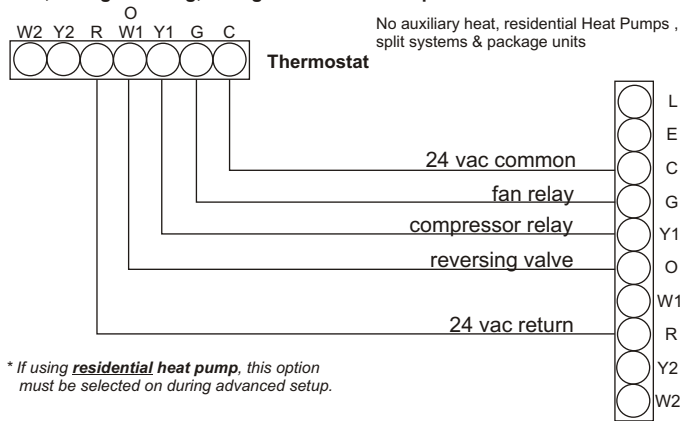 No auxiliary heat, residential Heat Pumps ,
split systems & package units
O
W2 Y2 R W1 Y1 G C
Thermostat
L
E
24 vac common C
fan relay G
compressor relay Y1
reversing valve O
W1
24 vac return R
Y2
W2
* If using residential heat pump, this option
must be selected on during advanced setup.